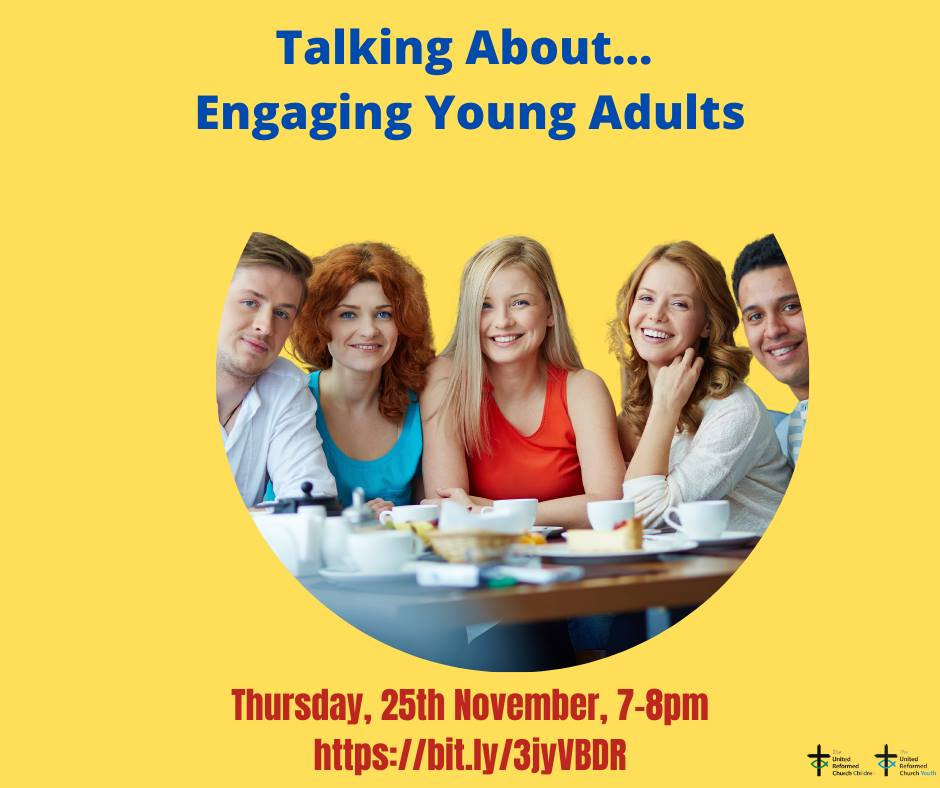 Talking About...
Engaging Young Adults
Thursday, 25th November, 7-8pm
https://bit.ly/3jyVBDR
The
United
Reformed
Church Children
The
United
Reformed
Church Youth